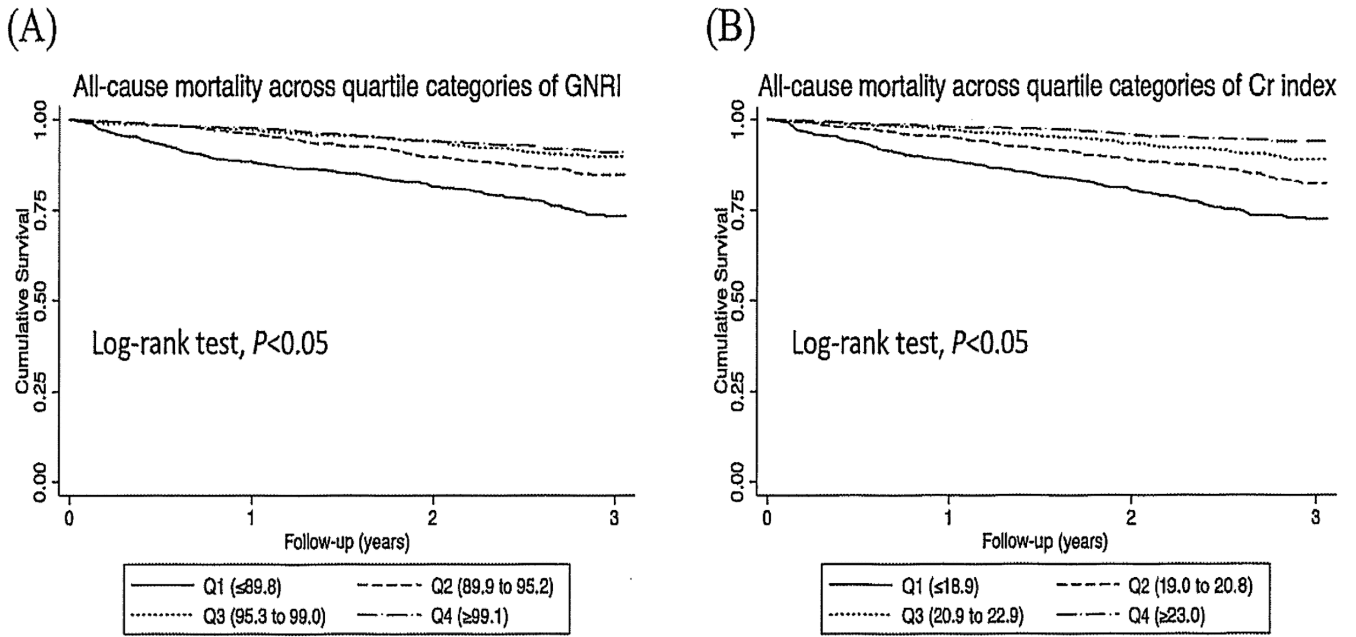 (A)
All-cause mortality across quartile categories of GNRI
Cumulative Survival
1.00
0.75
0.50
0.25
0.00
Log-rank test, P<0.05
0 1 2 3
Follow-up (years)
Q1 (≤89.8) Q2 (89.9 to 95.2)
Q3 (95.3 to 99.0) Q4 (≥99.1)
(B)
All-cause mortality across quartile categories of Cr index
Cumulative Survival
1.00
0.75
0.50
0.25
0.00
Log-rank test, P<0.05
0 1 2 3
Follow-up (years)
Q1 (≤18.9) Q2 (19.0 to 20.8)
Q3 (20.9 to 22.9) Q4 (≥23.0)